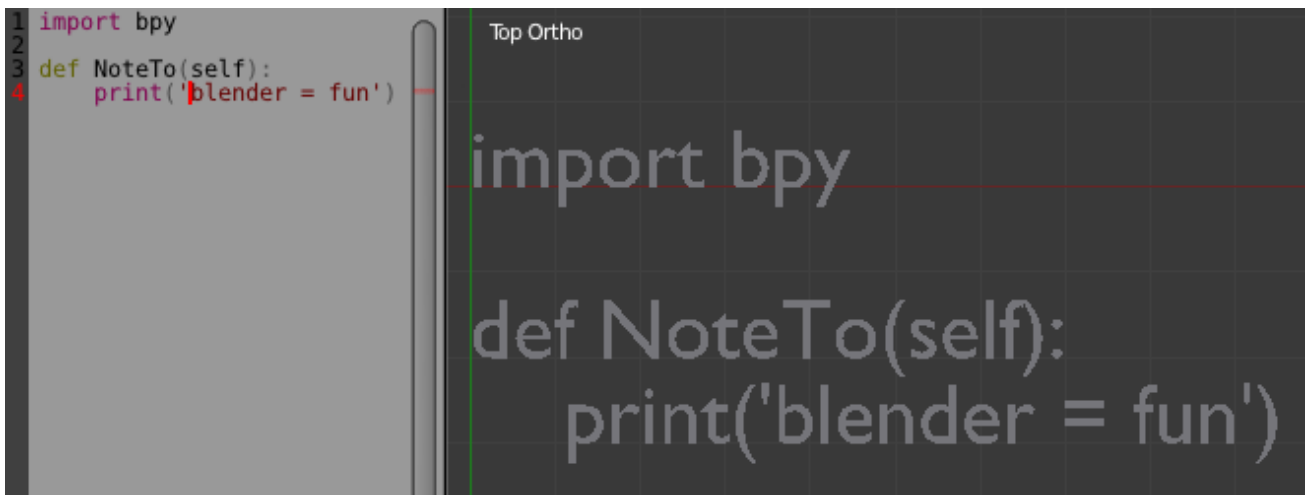 1 import bpy
2
3 def NoteTo(self):
4     print('blender = fun')
Top Ortho
import bpy
def NoteTo(self):
    print('blender = fun')